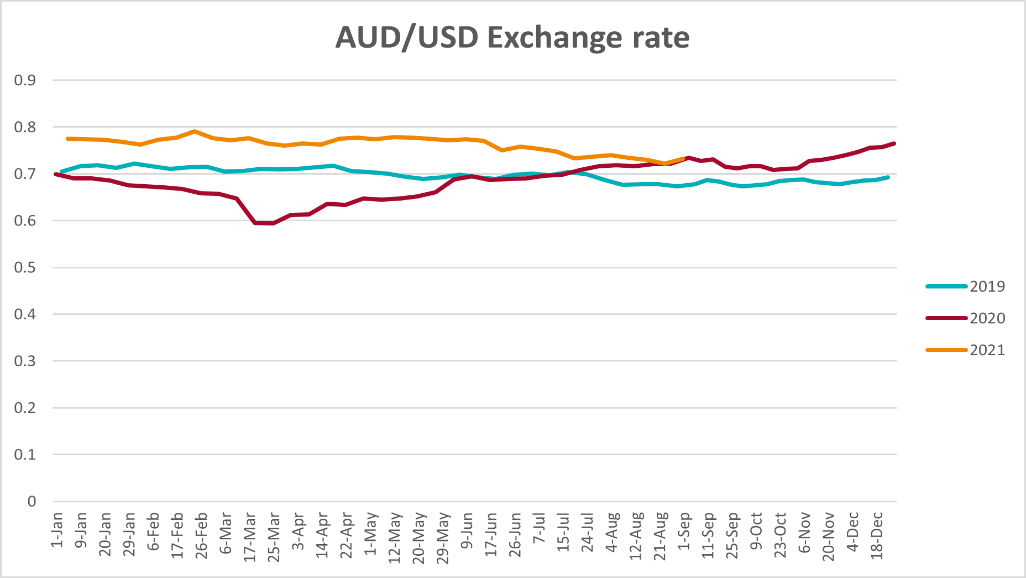 AUD/USD Exchange rate
0.9
0.8
0.7
0.6
0.5
0.4
0.3
0.2
0.1
0
1-Jan
9-Jan
20-Jan
29-Jan
6-Feb
17-Feb
26-Feb
6-Mar
17-Mar
25-Mar
3-Apr
14-Apr
22-Apr
1-May
12-May
20-May
29-May
9-Jun
17-Jun
26-Jun
7-Jul
15-Jul
24-Jul
4-Aug
12-Aug
21-Aug
1-Sep
11-Sep
25-Sep
9-Oct
23-Oct
6-Nov
20-Nov
4-Dec
18-Dec
2019
2020
2021